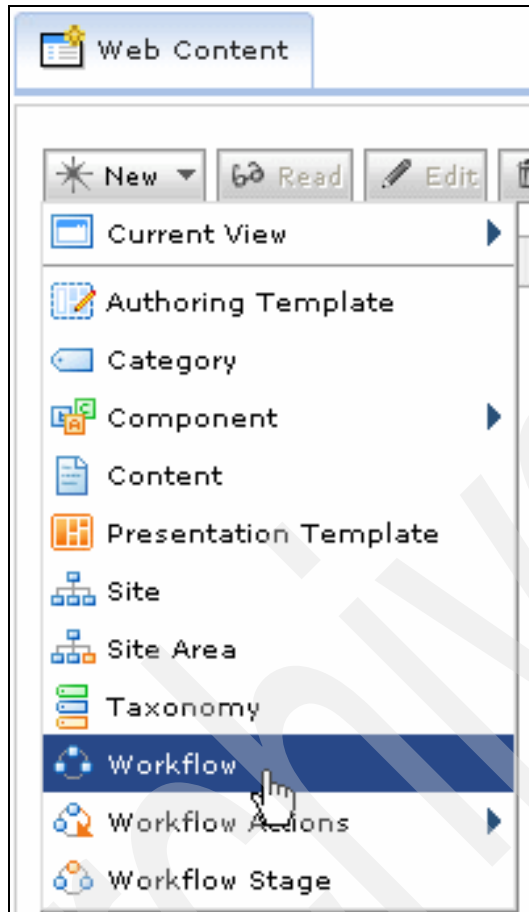 Web Content
New Read Edit
Current View
Authoring Template
Category
Component
Content
Presentation Template
Site
Site Area
Taxonomy
Workflow
Workflow Actions
Workflow Stage